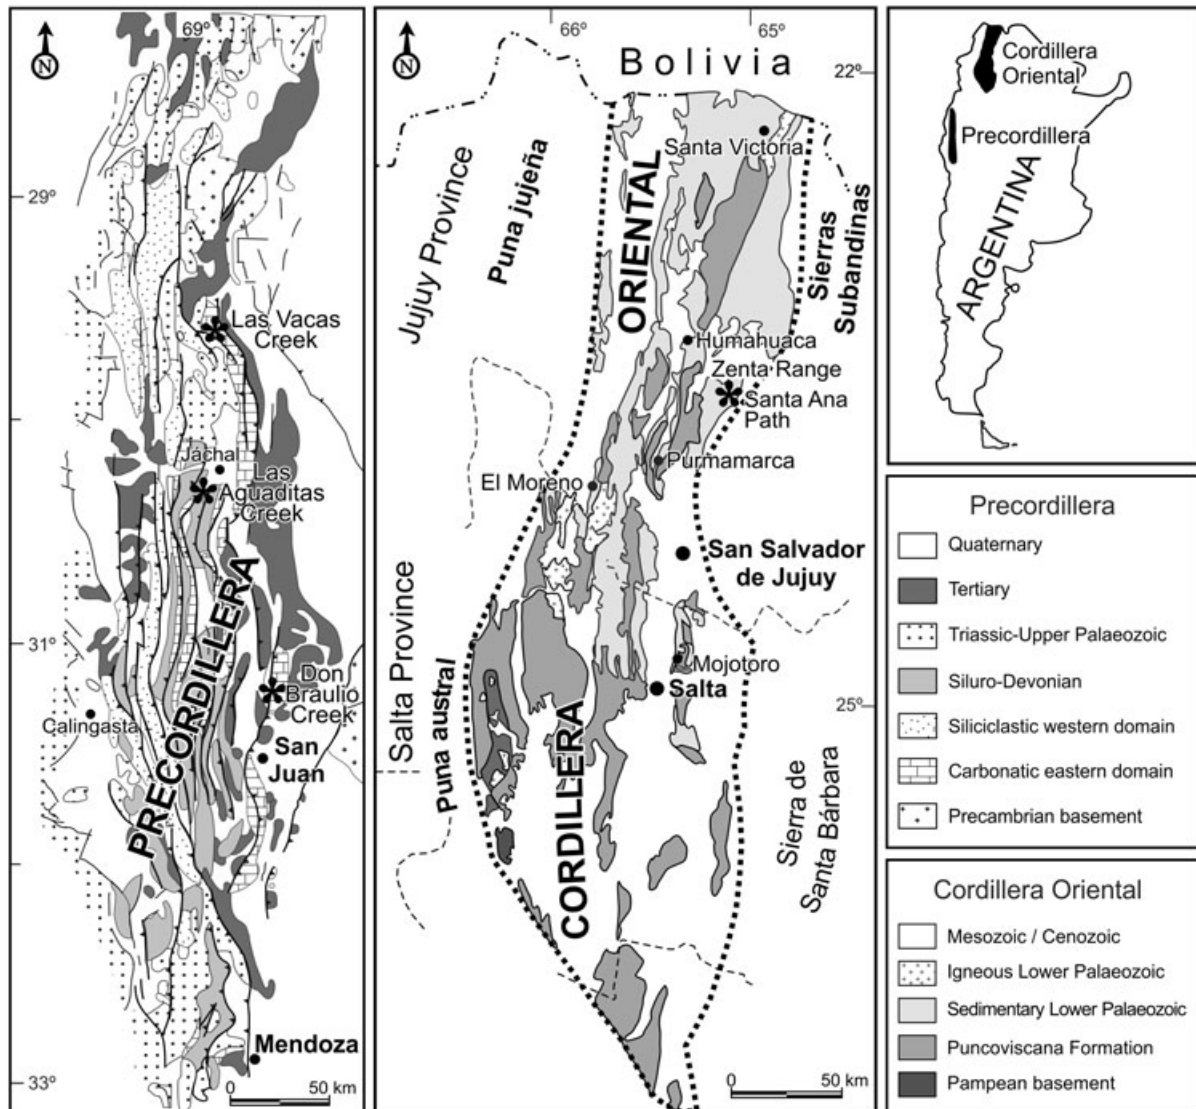 69º
N
29º
Las Vacas
Creek
Jáchal
Las
Aguaditas
Creek
PRECORDILLERA
31º
Don
Braulio
Creek
Calingasta
San
Juan
Mendoza
33º
0 50 km
66º
65º
N
Bolivia
22º
Santa Victoria
Jujuy Province
Puna jujeña
ORIENTAL
Sierras
Subandinas
Humahuaca
Zenta Range
Santa Ana
Path
Purmamarca
El Moreno
San Salvador
de Jujuy
Salta Province
Puna austral
Mojotoro
Salta
25º
CORDILLERA
Sierra de
Santa Bárbara
0 50 km
Cordillera
Oriental
Precordillera
ARGENTINA
Precordillera
Quaternary
Tertiary
Triassic-Upper Palaeozoic
Siluro-Devonian
Siliciclastic western domain
Carbonatic eastern domain
Precambrian basement
Cordillera Oriental
Mesozoic / Cenozoic
Igneous Lower Palaeozoic
Sedimentary Lower Palaeozoic
Puncoviscana Formation
Pampean basement